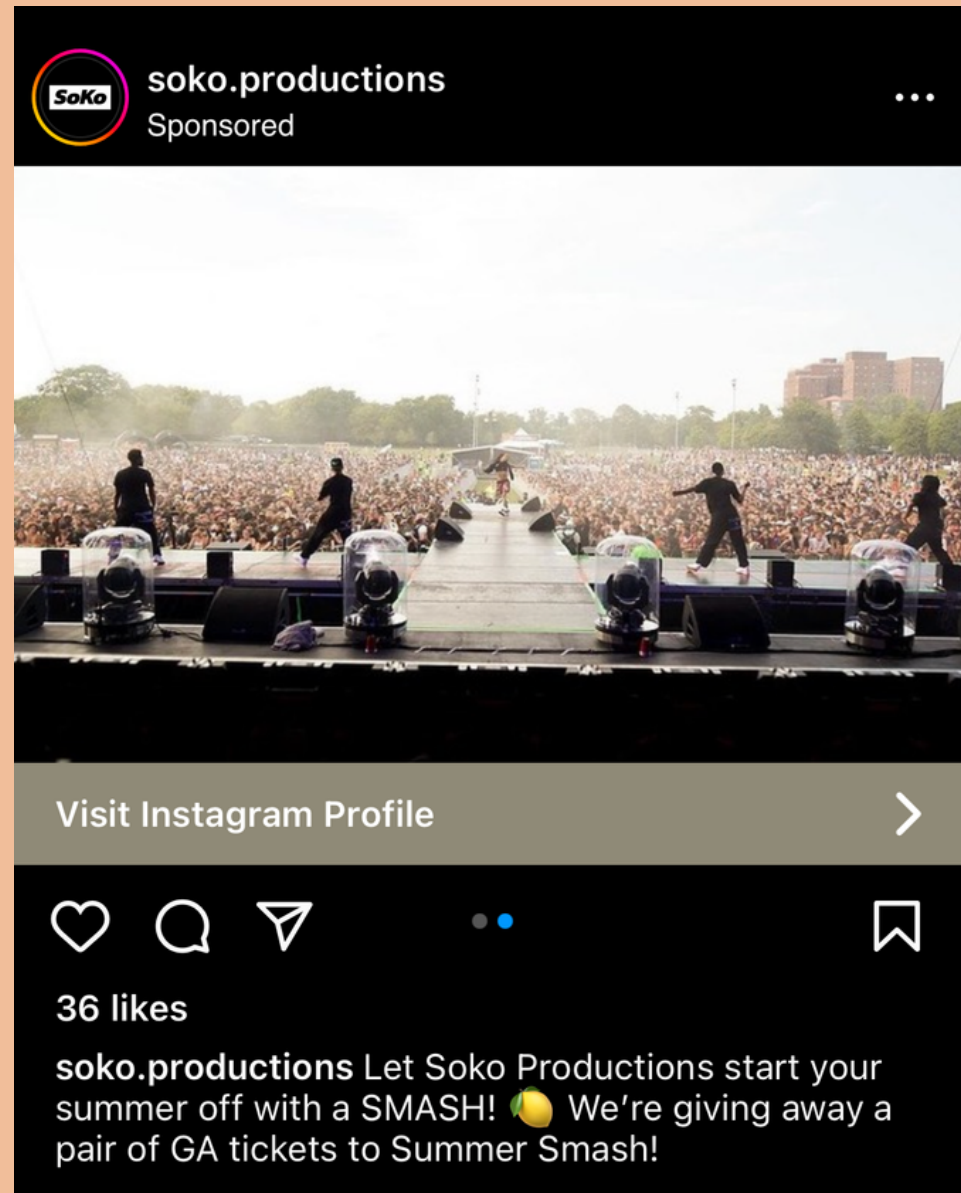 SoKo
soko.productions
Sponsored
Visit Instagram Profile
36 likes
soko.productions Let Soko Productions start your
summer off with a SMASH! 🍋 We’re giving away a
pair of GA tickets to Summer Smash!